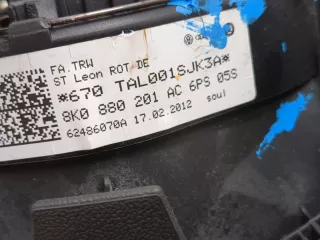 FA.TRW
ST Leon ROT DE
*670 TAL001SJK3A*
8K0 880 201 AC 6PS 05S
62486070A 17.02.2012 soul